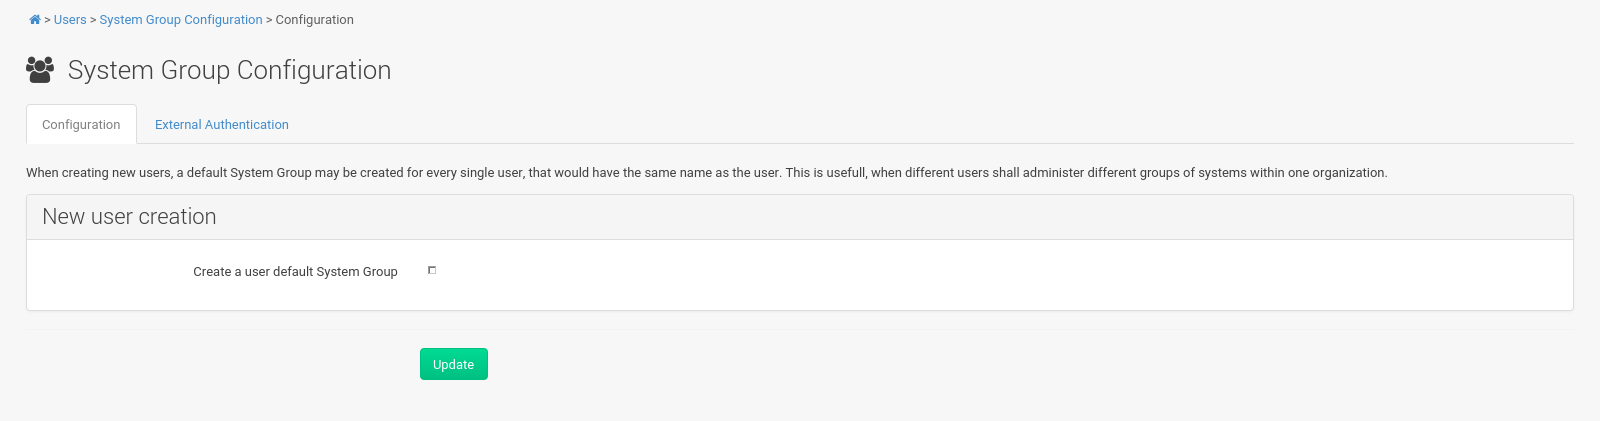 > Users > System Group Configuration > Configuration
System Group Configuration
Configuration
External Authentication
When creating new users, a default System Group may be created for every single user, that would have the same name as the user. This is usefull, when different users shall administer different groups of systems within one organization.
New user creation
Create a user default System Group
Update